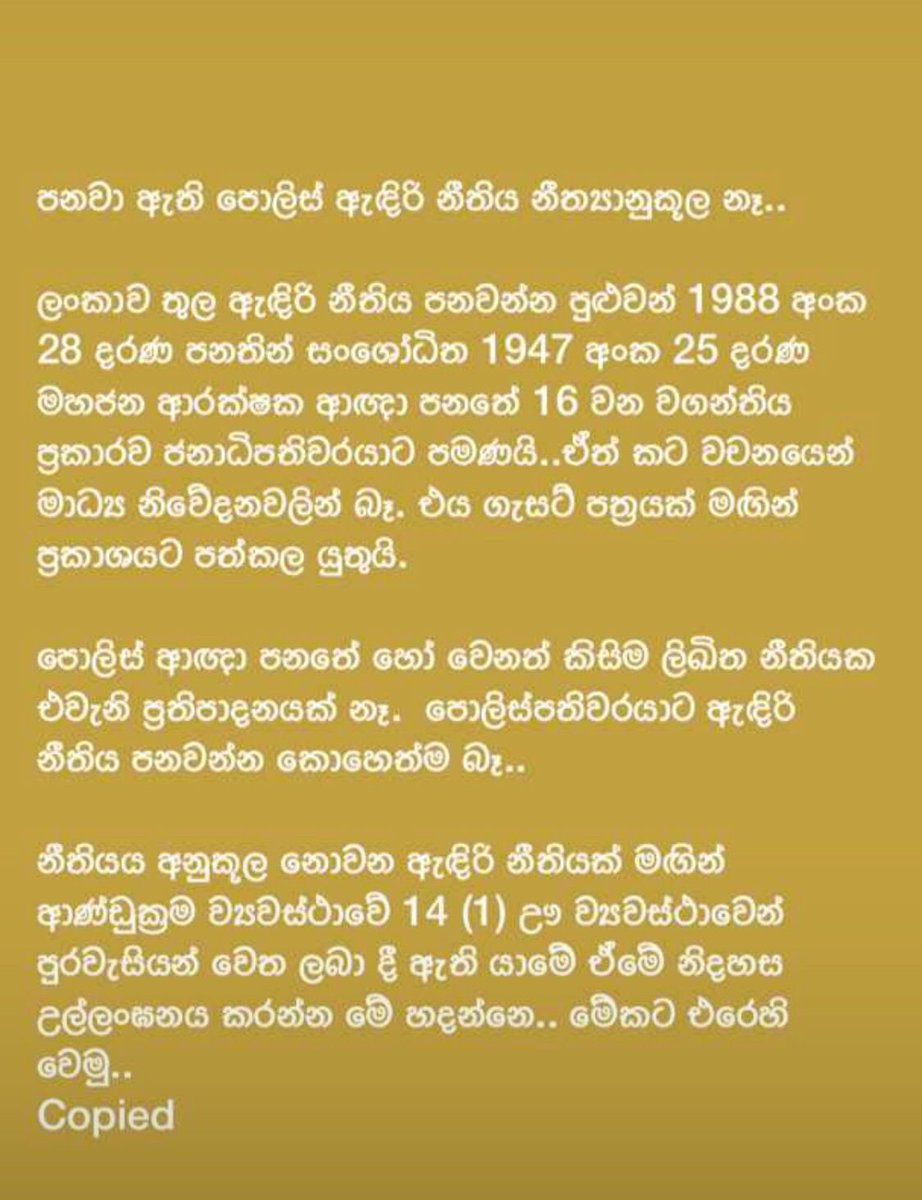 පනවා ඇති පොලිස් ඇඳිරි නීතිය නීත්‍යානුකූල නෑ..
ලංකාව තුල ඇඳිරි නීතිය පනවන්න පුළුවන් 1988 අංක
28 දරණ පනතින් සංශෝධිත 1947 අංක 25 දරණ
මහජන ආරක්ෂක ආඥා පනතේ 16 වන වගන්තිය
ප්‍රකාරව ජනාධිපතිවරයාට පමණයි..ඒත් කට වචනයෙන්
මාධ්‍ය නිවේදනවලින් බෑ. එය ගැසට් පත්‍රයක් මඟින්
ප්‍රකාශයට පත්කල යුතුයි.
පොලිස් ආඥා පනතේ හෝ වෙනත් කිසිම ලිඛිත නීතියක
එවැනි ප්‍රතිපාදනයක් නෑ. පොලිස්පතිවරයාට ඇඳිරි
නීතිය පනවන්න කොහෙත්ම බෑ..
නීතියය අනුකූල නොවන ඇඳිරි නීතියක් මඟින්
ආණ්ඩුක්‍රම ව්‍යවස්ථාවේ 14 (1) ඌ ව්‍යවස්ථාවෙන්
පුරවැසියන් වෙත ලබා දී ඇති යාමේ ඒමේ නිදහස
උල්ලංඝනය කරන්න මේ හදන්නෙ.. මේකට එරෙහි
වෙමු..
Copied